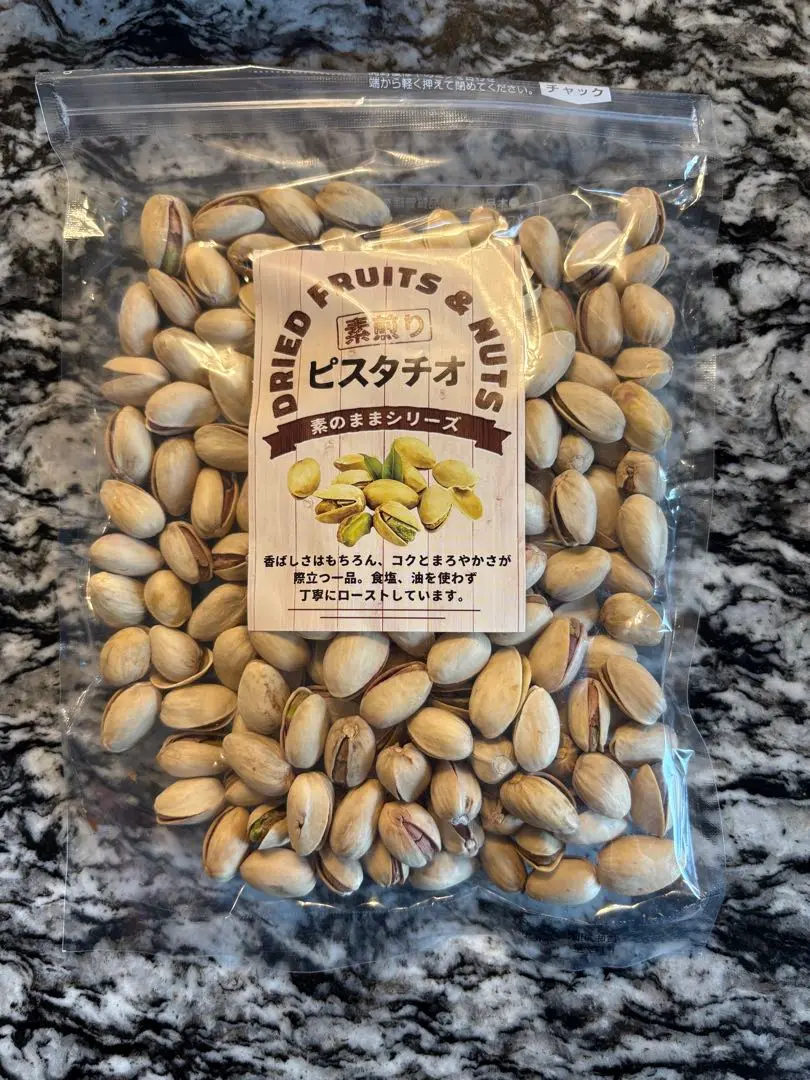 端から軽く押えて閉めてください。
チャック
DRIED FRUITS & NUTS
素煎り
ピスタチオ
素のままシリーズ
香ばしさはもちろん、コクとまろやかさが
際立つ一品。食塩、油を使わず
丁寧にローストしています。